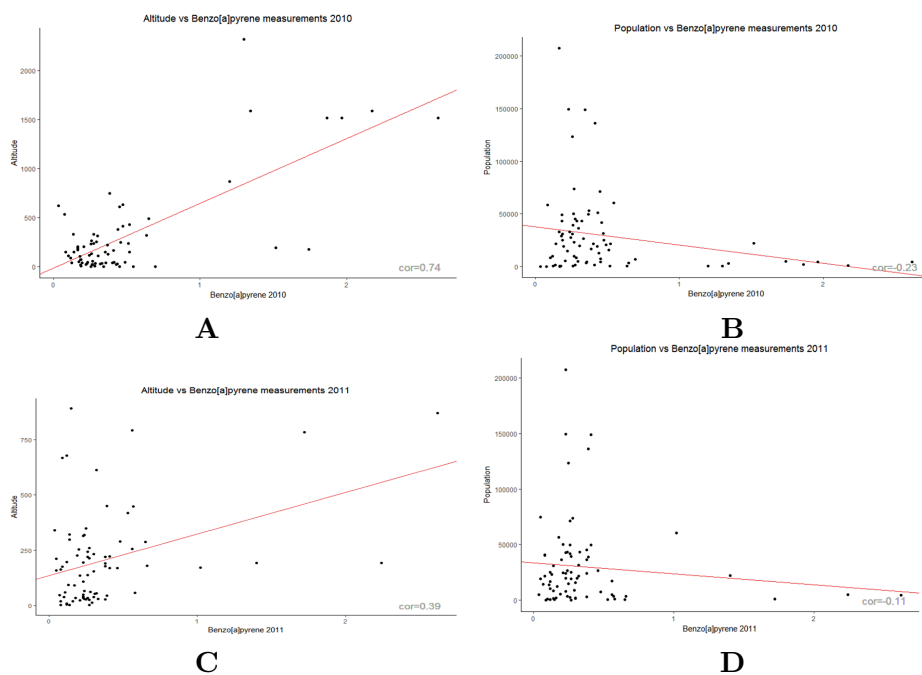 Altitude vs Benzo[a]pyrene measurements 2010
Altitude
2000
1500
1000
500
0
0
1
2
cor=0.74
Benzo[a]pyrene 2010
A
Population vs Benzo[a]pyrene measurements 2010
Population
200000
150000
100000
50000
0
0
1
2
cor=-0.23
Benzo[a]pyrene 2010
B
Altitude vs Benzo[a]pyrene measurements 2011
Altitude
750
500
250
0
0
1
2
cor=0.39
Benzo[a]pyrene 2011
C
Population vs Benzo[a]pyrene measurements 2011
Population
200000
150000
100000
50000
0
0
1
2
cor=-0.11
Benzo[a]pyrene 2011
D